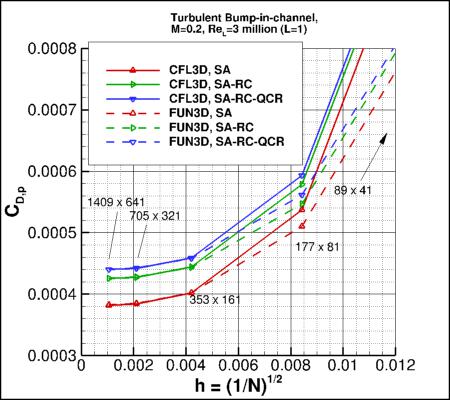 Turbulent Bump-in-channel,
M=0.2, ReL=3 million (L=1)
0.0008
0.0007
0.0006
0.0005
0.0004
0.0003
CD,p
CFL3D, SA
CFL3D, SA-RC
CFL3D, SA-RC-QCR
FUN3D, SA
FUN3D, SA-RC
FUN3D, SA-RC-QCR
1409 x 641
705 x 321
353 x 161
177 x 81
89 x 41
0 0.002 0.004 0.006 0.008 0.01 0.012
h = (1/N)^1/2